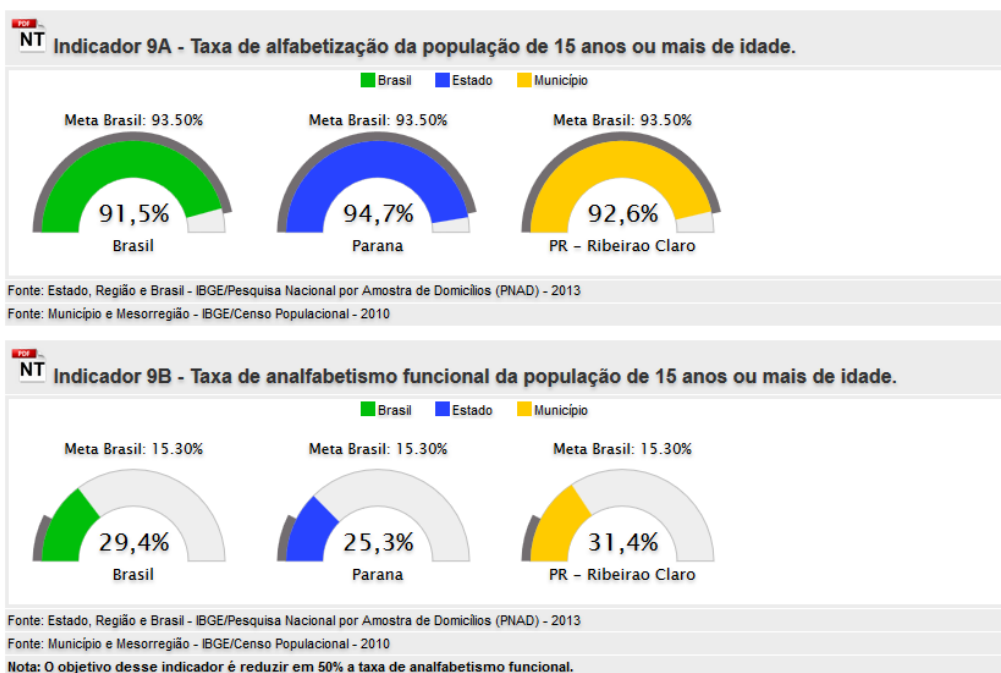 PDF
NT Indicador 9A - Taxa de alfabetização da população de 15 anos ou mais de idade.
Brasil Estado Município
Meta Brasil: 93.50% Meta Brasil: 93.50% Meta Brasil: 93.50%
91,5% 94,7% 92,6%
Brasil Parana PR - Ribeirao Claro
Fonte: Estado, Região e Brasil - IBGE/Pesquisa Nacional por Amostra de Domicílios (PNAD) - 2013
Fonte: Município e Mesorregião - IBGE/Censo Populacional - 2010
PDF
NT Indicador 9B - Taxa de analfabetismo funcional da população de 15 anos ou mais de idade.
Brasil Estado Município
Meta Brasil: 15.30% Meta Brasil: 15.30% Meta Brasil: 15.30%
29,4% 25,3% 31,4%
Brasil Parana PR - Ribeirao Claro
Fonte: Estado, Região e Brasil - IBGE/Pesquisa Nacional por Amostra de Domicílios (PNAD) - 2013
Fonte: Município e Mesorregião - IBGE/Censo Populacional - 2010
Nota: O objetivo desse indicador é reduzir em 50% a taxa de analfabetismo funcional.